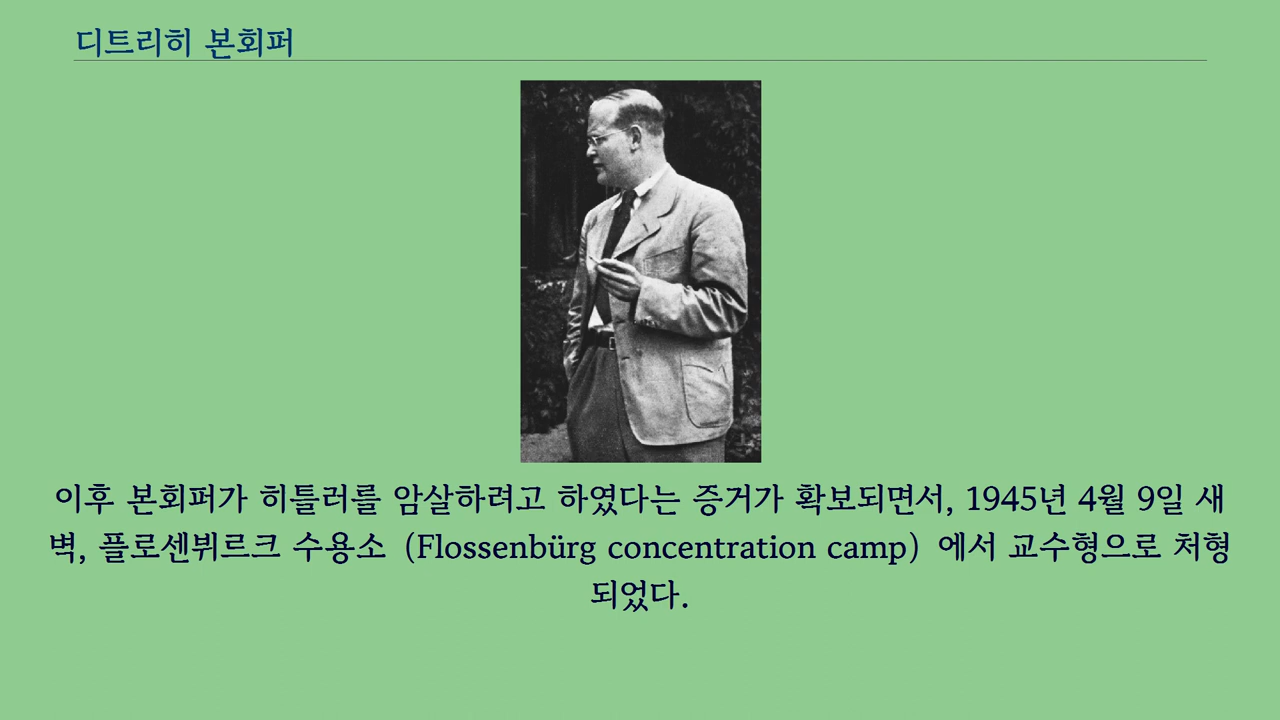 디트리히 본회퍼
이후 본회퍼가 히틀러를 암살하려고 하였다는 증거가 확보되면서, 1945년 4월 9일 새
벽, 플로센뷔르크 수용소 (Flossenbürg concentration camp) 에서 교수형으로 처형
되었다.